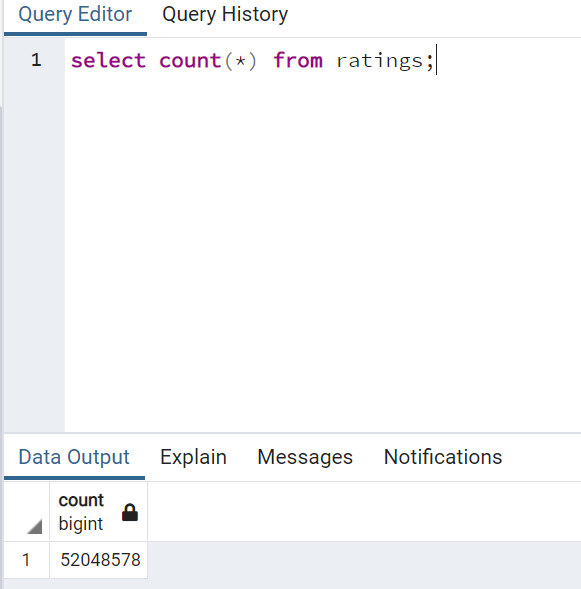 Query Editor Query History
1 select count(*) from ratings;
Data Output Explain Messages Notifications
count
bigint
1 52048578